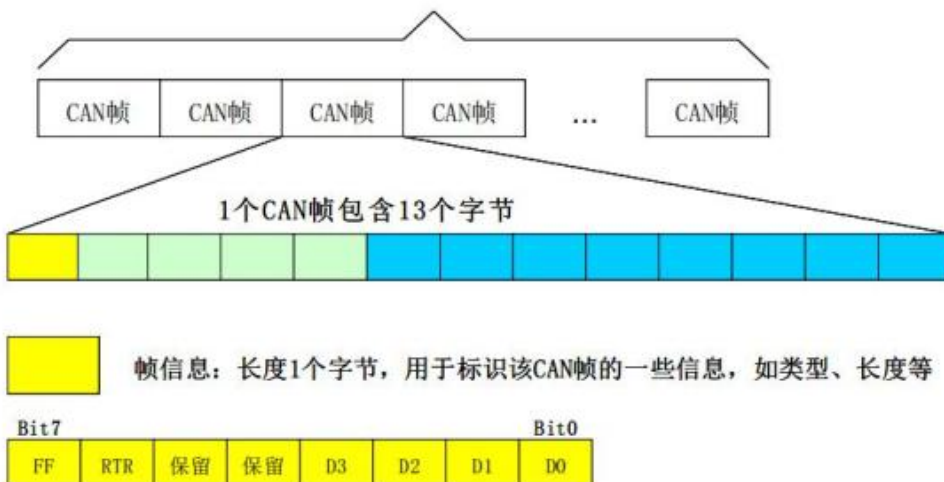 CAN帧 CAN帧 CAN帧 CAN帧 ... CAN帧
1个CAN帧包含13个字节
帧信息：长度1个字节，用于标识该CAN帧的一些信息，如类型、长度等
Bit7 Bit0
FF RTR 保留 保留 D3 D2 D1 D0